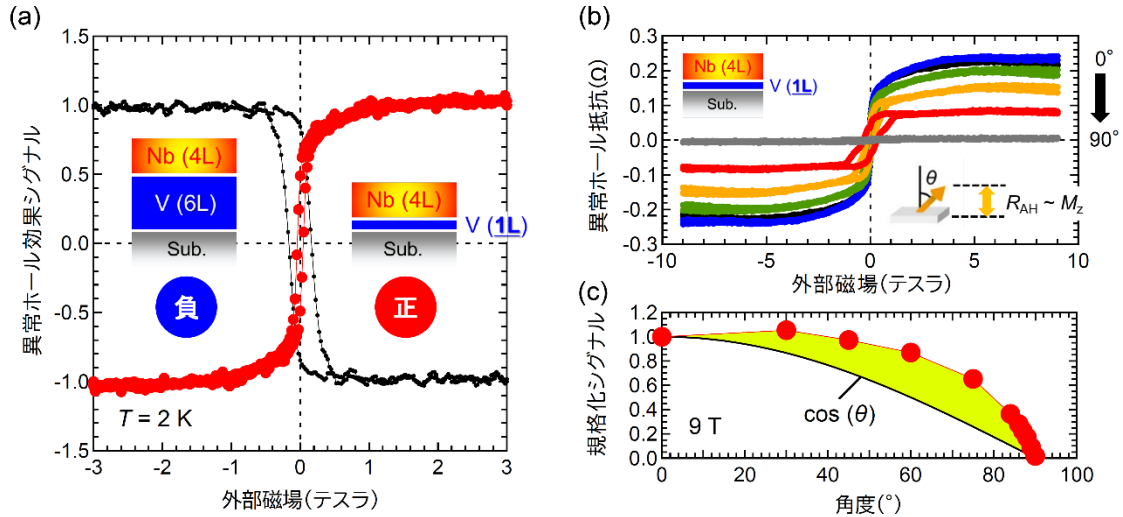 (a)
異常ホール効果シグナル
1.5
1.0
0.5
0.0
-0.5
-1.0
-1.5
Nb (4L)
V (6L)
Sub.
負
Nb (4L)
V (1L)
Sub.
正
T = 2 K
-3 -2 -1 0 1 2 3
外部磁場(テスラ)
(b)
異常ホール抵抗(Ω)
0.3
0.2
0.1
0.0
-0.1
-0.2
-0.3
Nb (4L)
V (1L)
Sub.
0°
90°
θ
RAH ~ Mz
-10 -5 0 5 10
外部磁場(テスラ)
(c)
規格化シグナル
1.2
1.0
0.8
0.6
0.4
0.2
0.0
cos (θ)
9 T
0 20 40 60 80 100
角度(°)